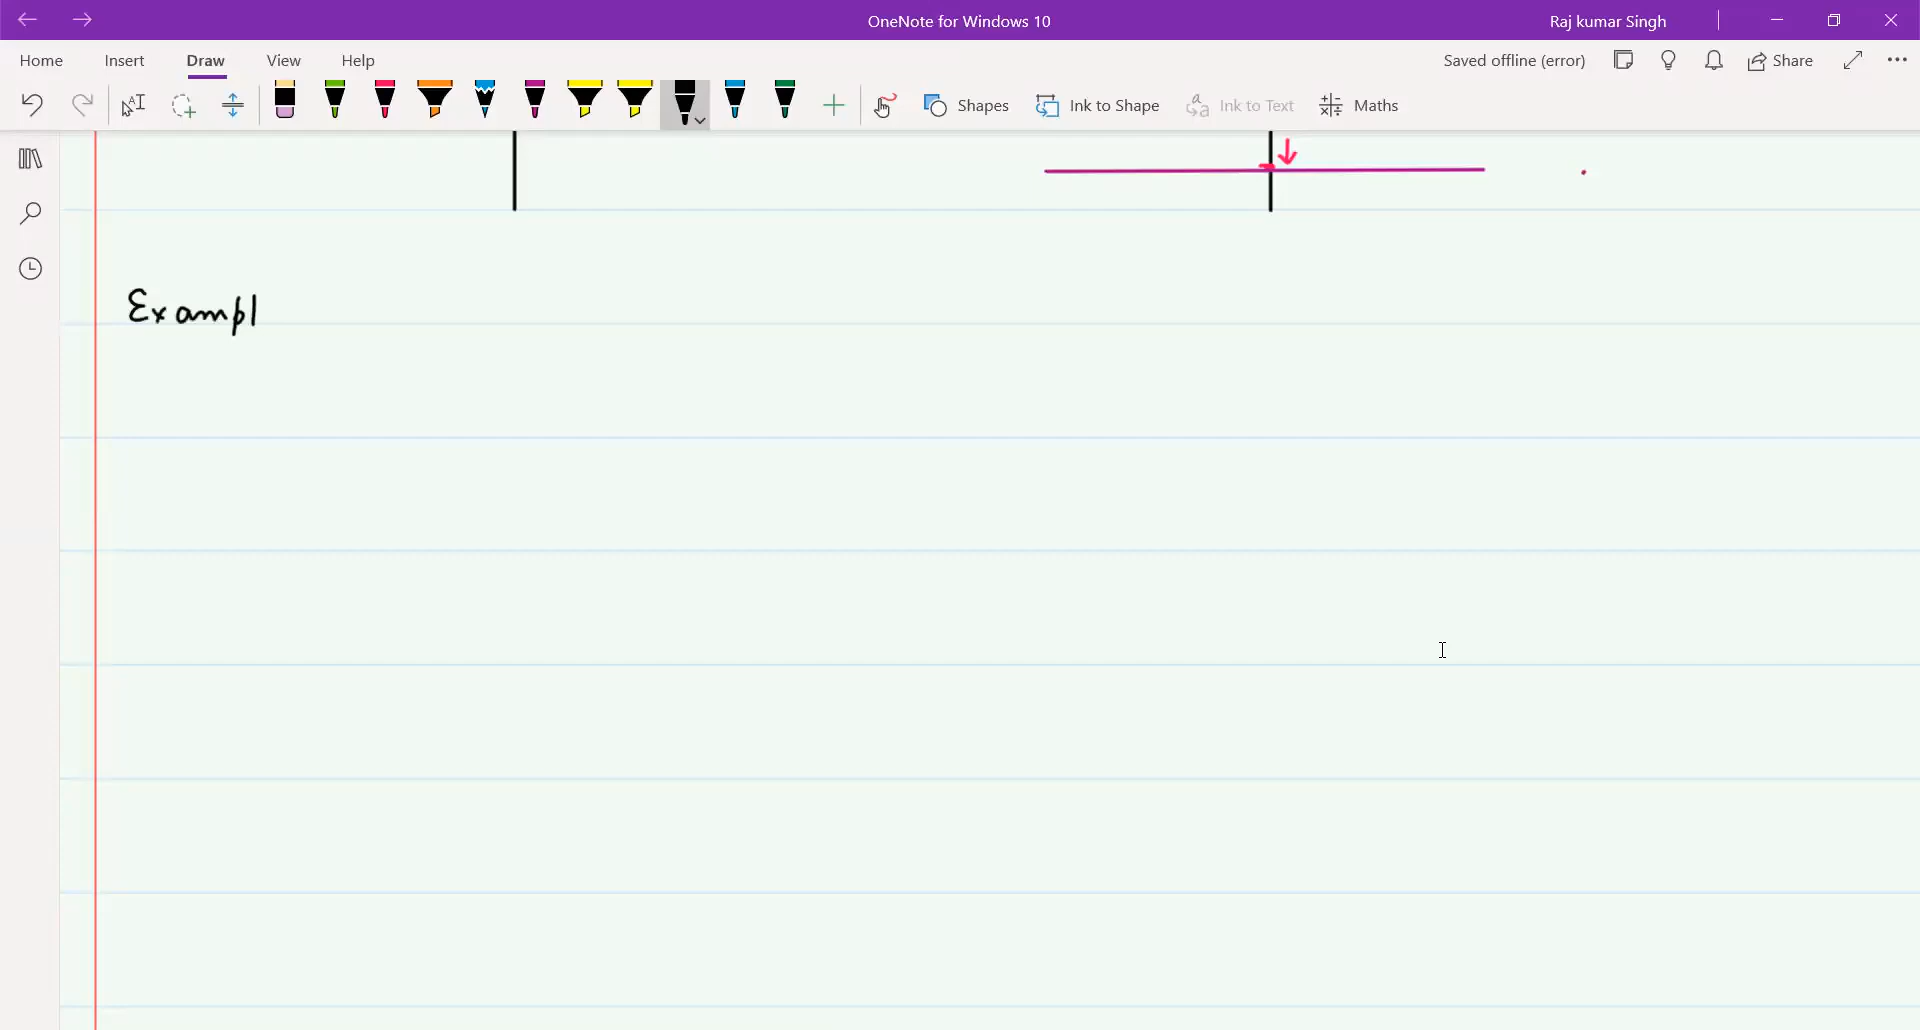 OneNote for Windows 10
Raj kumar Singh
Home Insert Draw View Help
Saved offline (error) Share
Shapes Ink to Shape Ink to Text Maths
Exampl